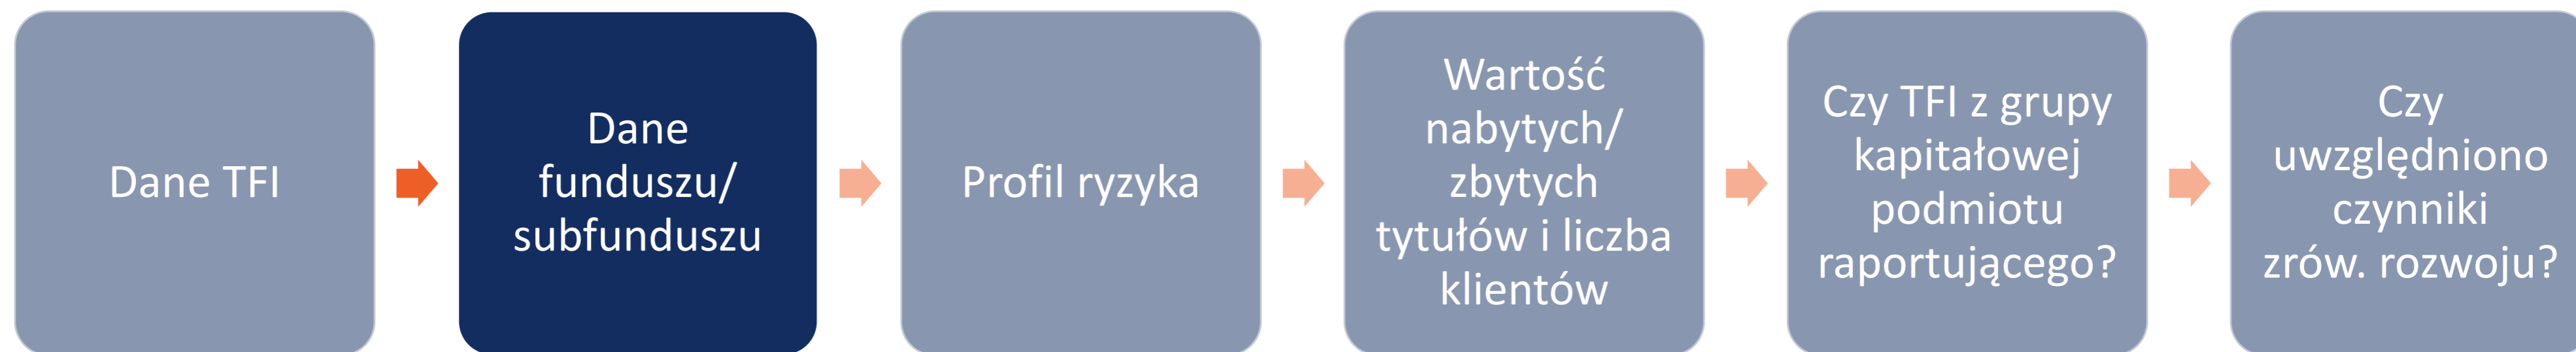 Dane TFI
Dane
funduszu/
subfunduszu
Profil ryzyka
Wartość
nabytych/
zbytych
tytułów i liczba
klientów
Czy TFI z grupy
kapitałowej
podmiotu
raportującego?
Czy
uwzględniono
czynniki
zrów. rozwoju?